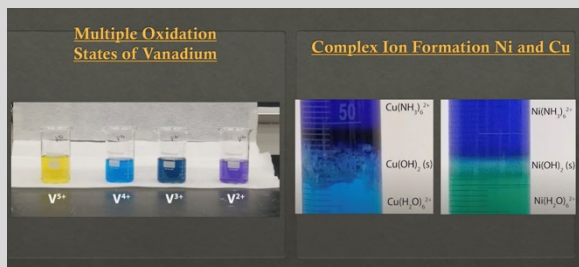 Multiple Oxidation
States of Vanadium
Complex Ion Formation Ni and Cu
V⁵⁺
V⁴⁺
V³⁺
V²⁺
50
Cu(NH₃)₆²⁺
Cu(OH)₂ (s)
Cu(H₂O)₆²⁺
Ni(NH₃)₆²⁺
Ni(OH)₂ (s)
Ni(H₂O)₆²⁺